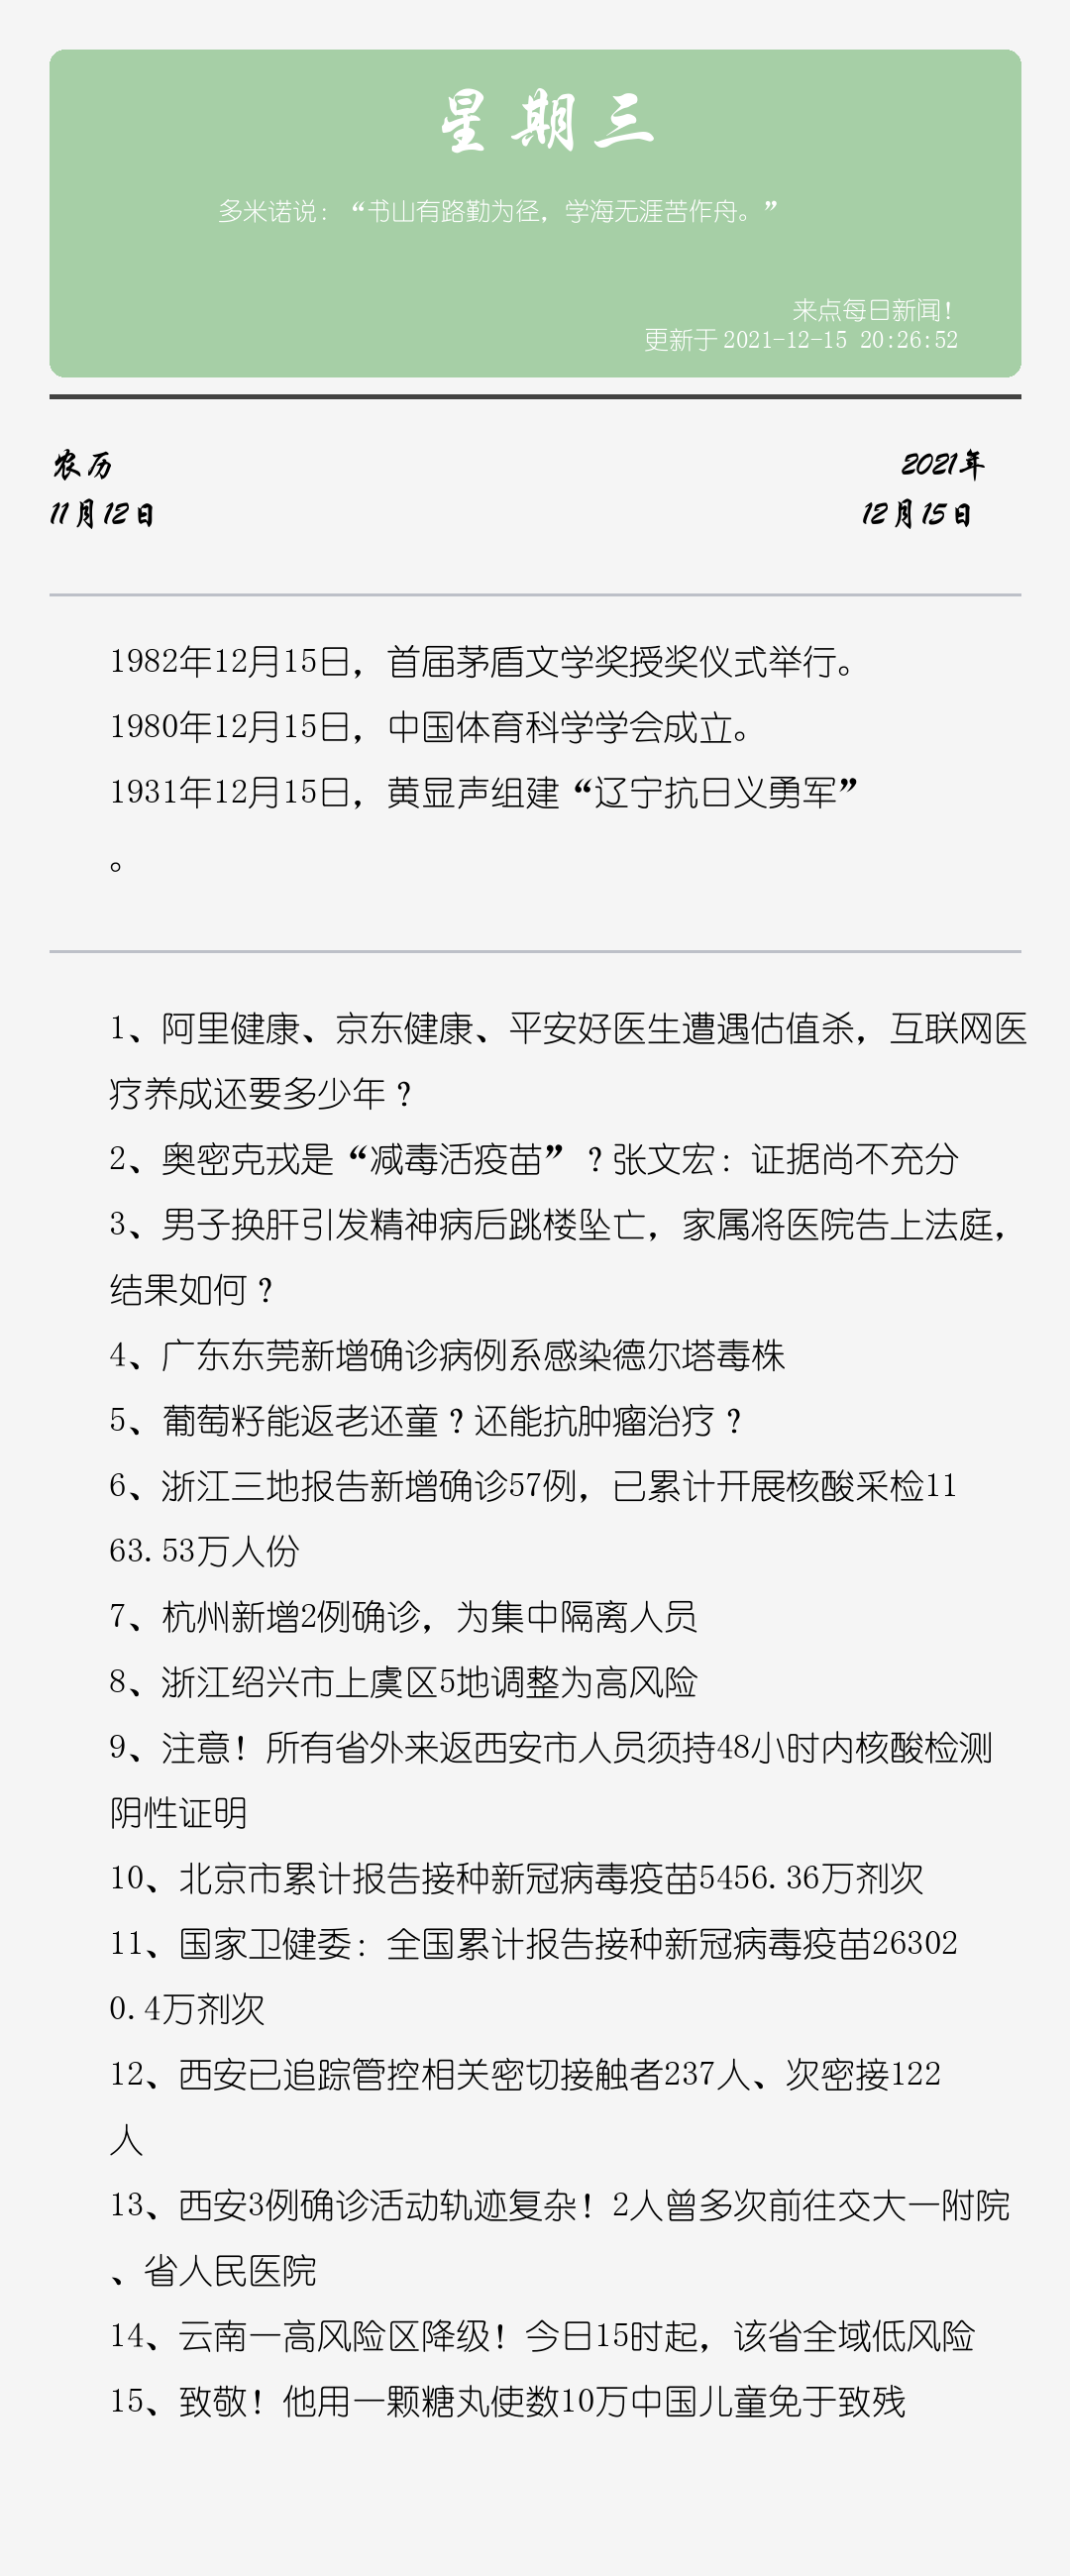 星期三
多米诺说：“书山有路勤为径，学海无涯苦作舟。”
来点每日新闻！
更新于 2021-12-15 20:26:52
农历
2021年
11月12日
12月15日
1982年12月15日，首届茅盾文学奖授奖仪式举行。
1980年12月15日，中国体育科学学会成立。
1931年12月15日，黄显声组建“辽宁抗日义勇军”
。
1、阿里健康、京东健康、平安好医生遭遇估值杀，互联网医
疗养成还要多少年？
2、奥密克戎是“减毒活疫苗”？张文宏：证据尚不充分
3、男子换肝引发精神病后跳楼坠亡，家属将医院告上法庭，
结果如何？
4、广东东莞新增确诊病例系感染德尔塔毒株
5、葡萄籽能返老还童？还能抗肿瘤治疗？
6、浙江三地报告新增确诊57例，已累计开展核酸采检11
63.53万人份
7、杭州新增2例确诊，为集中隔离人员
8、浙江绍兴市上虞区5地调整为高风险
9、注意！所有省外来返西安市人员须持48小时内核酸检测
阴性证明
10、北京市累计报告接种新冠病毒疫苗5456.36万剂次
11、国家卫健委：全国累计报告接种新冠病毒疫苗26302
0.4万剂次
12、西安已追踪管控相关密切接触者237人、次密接122
人
13、西安3例确诊活动轨迹复杂！2人曾多次前往交大一附院
、省人民医院
14、云南一高风险区降级！今日15时起，该省全域低风险
15、致敬！他用一颗糖丸使数10万中国儿童免于致残